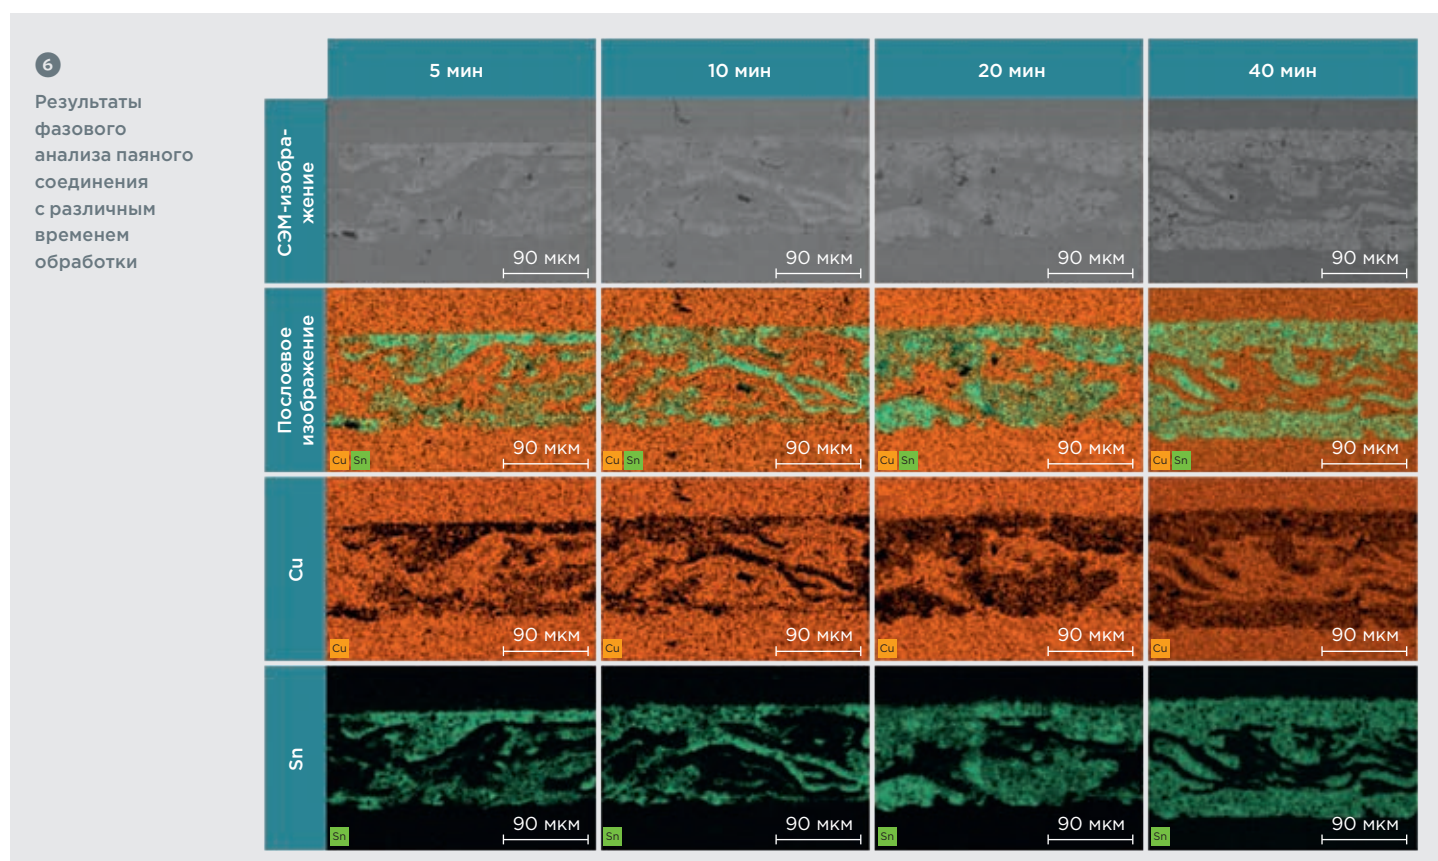 6
Результаты
фазового
анализа паяного
соединения
с различным
временем
обработки
5 мин
10 мин
20 мин
40 мин
СЭМ-изобра-
жение
90 мкм
90 мкм
90 мкм
90 мкм
Послоевое
изображение
Cu Sn
90 мкм
Cu Sn
90 мкм
Cu Sn
90 мкм
Cu Sn
90 мкм
Cu
Cu
90 мкм
Cu
90 мкм
Cu
90 мкм
Cu
90 мкм
Sn
Sn
90 мкм
Sn
90 мкм
Sn
90 мкм
Sn
90 мкм